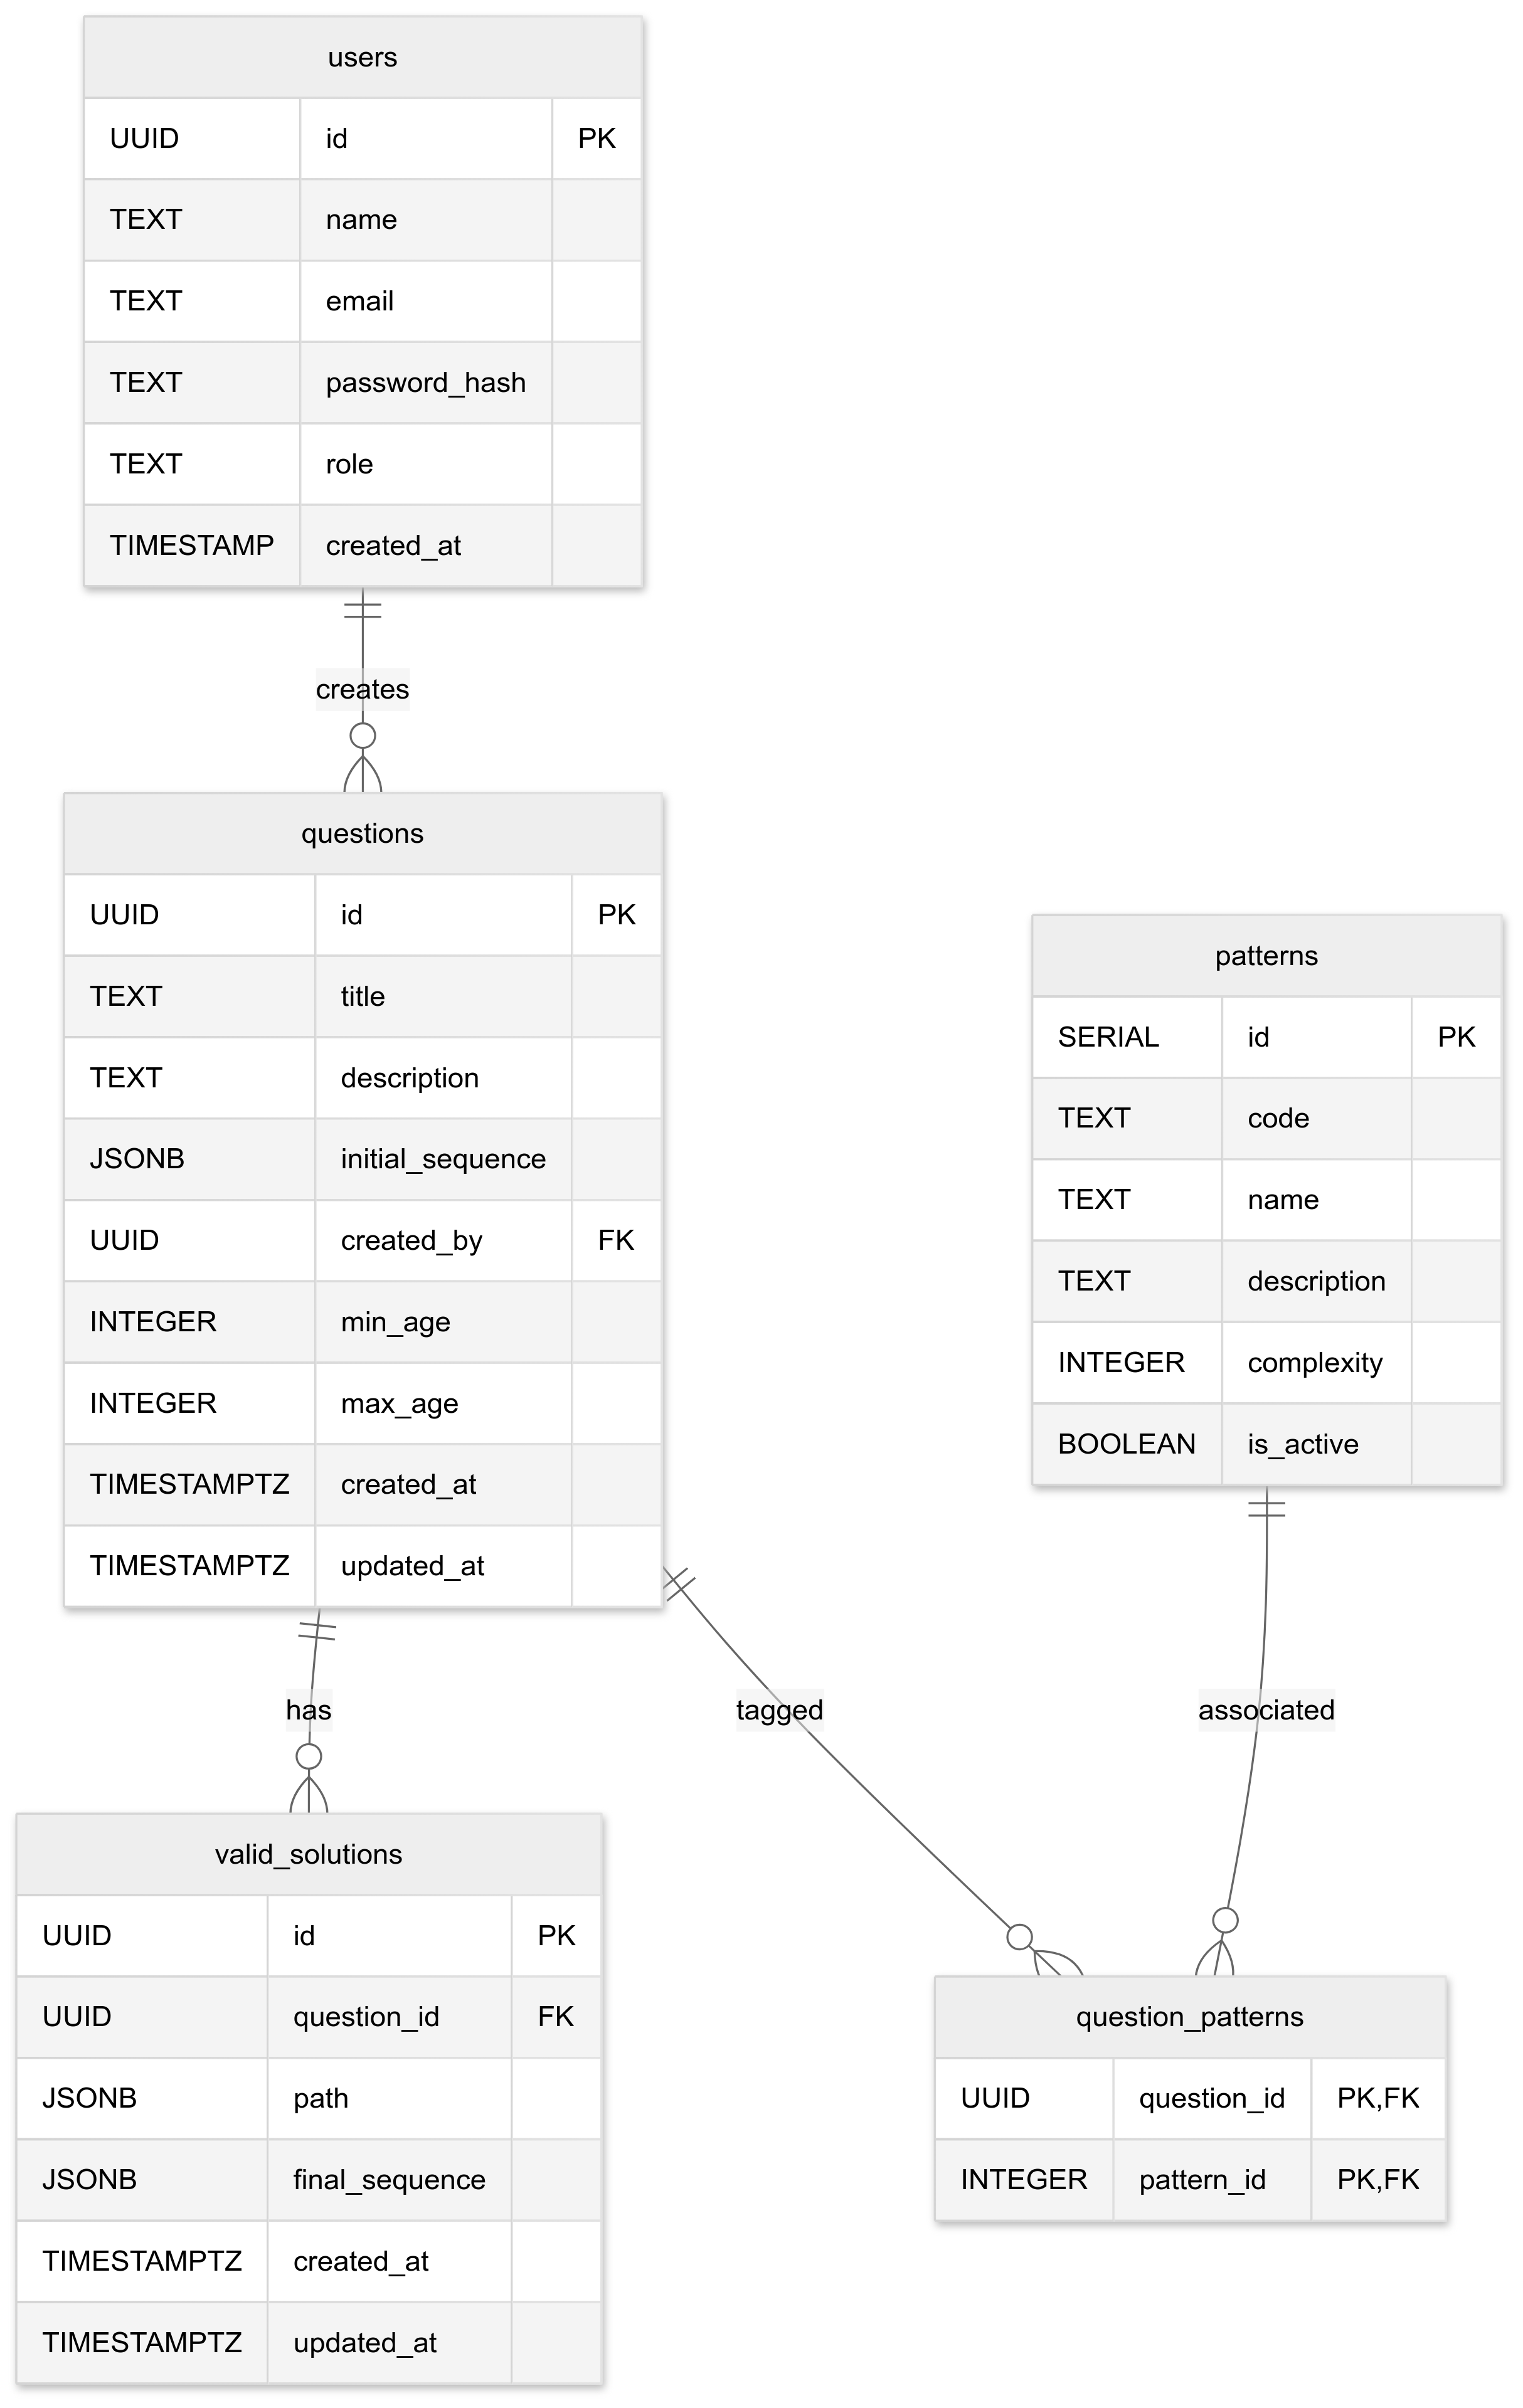 users
UUID id PK
TEXT name
TEXT email
TEXT password_hash
TEXT role
TIMESTAMP created_at
creates
questions
UUID id PK
TEXT title
TEXT description
JSONB initial_sequence
UUID created_by FK
INTEGER min_age
INTEGER max_age
TIMESTAMPTZ created_at
TIMESTAMPTZ updated_at
patterns
SERIAL id PK
TEXT code
TEXT name
TEXT description
INTEGER complexity
BOOLEAN is_active
has
tagged
associated
valid_solutions
UUID id PK
UUID question_id FK
JSONB path
JSONB final_sequence
TIMESTAMPTZ created_at
TIMESTAMPTZ updated_at
question_patterns
UUID question_id PK,FK
INTEGER pattern_id PK,FK